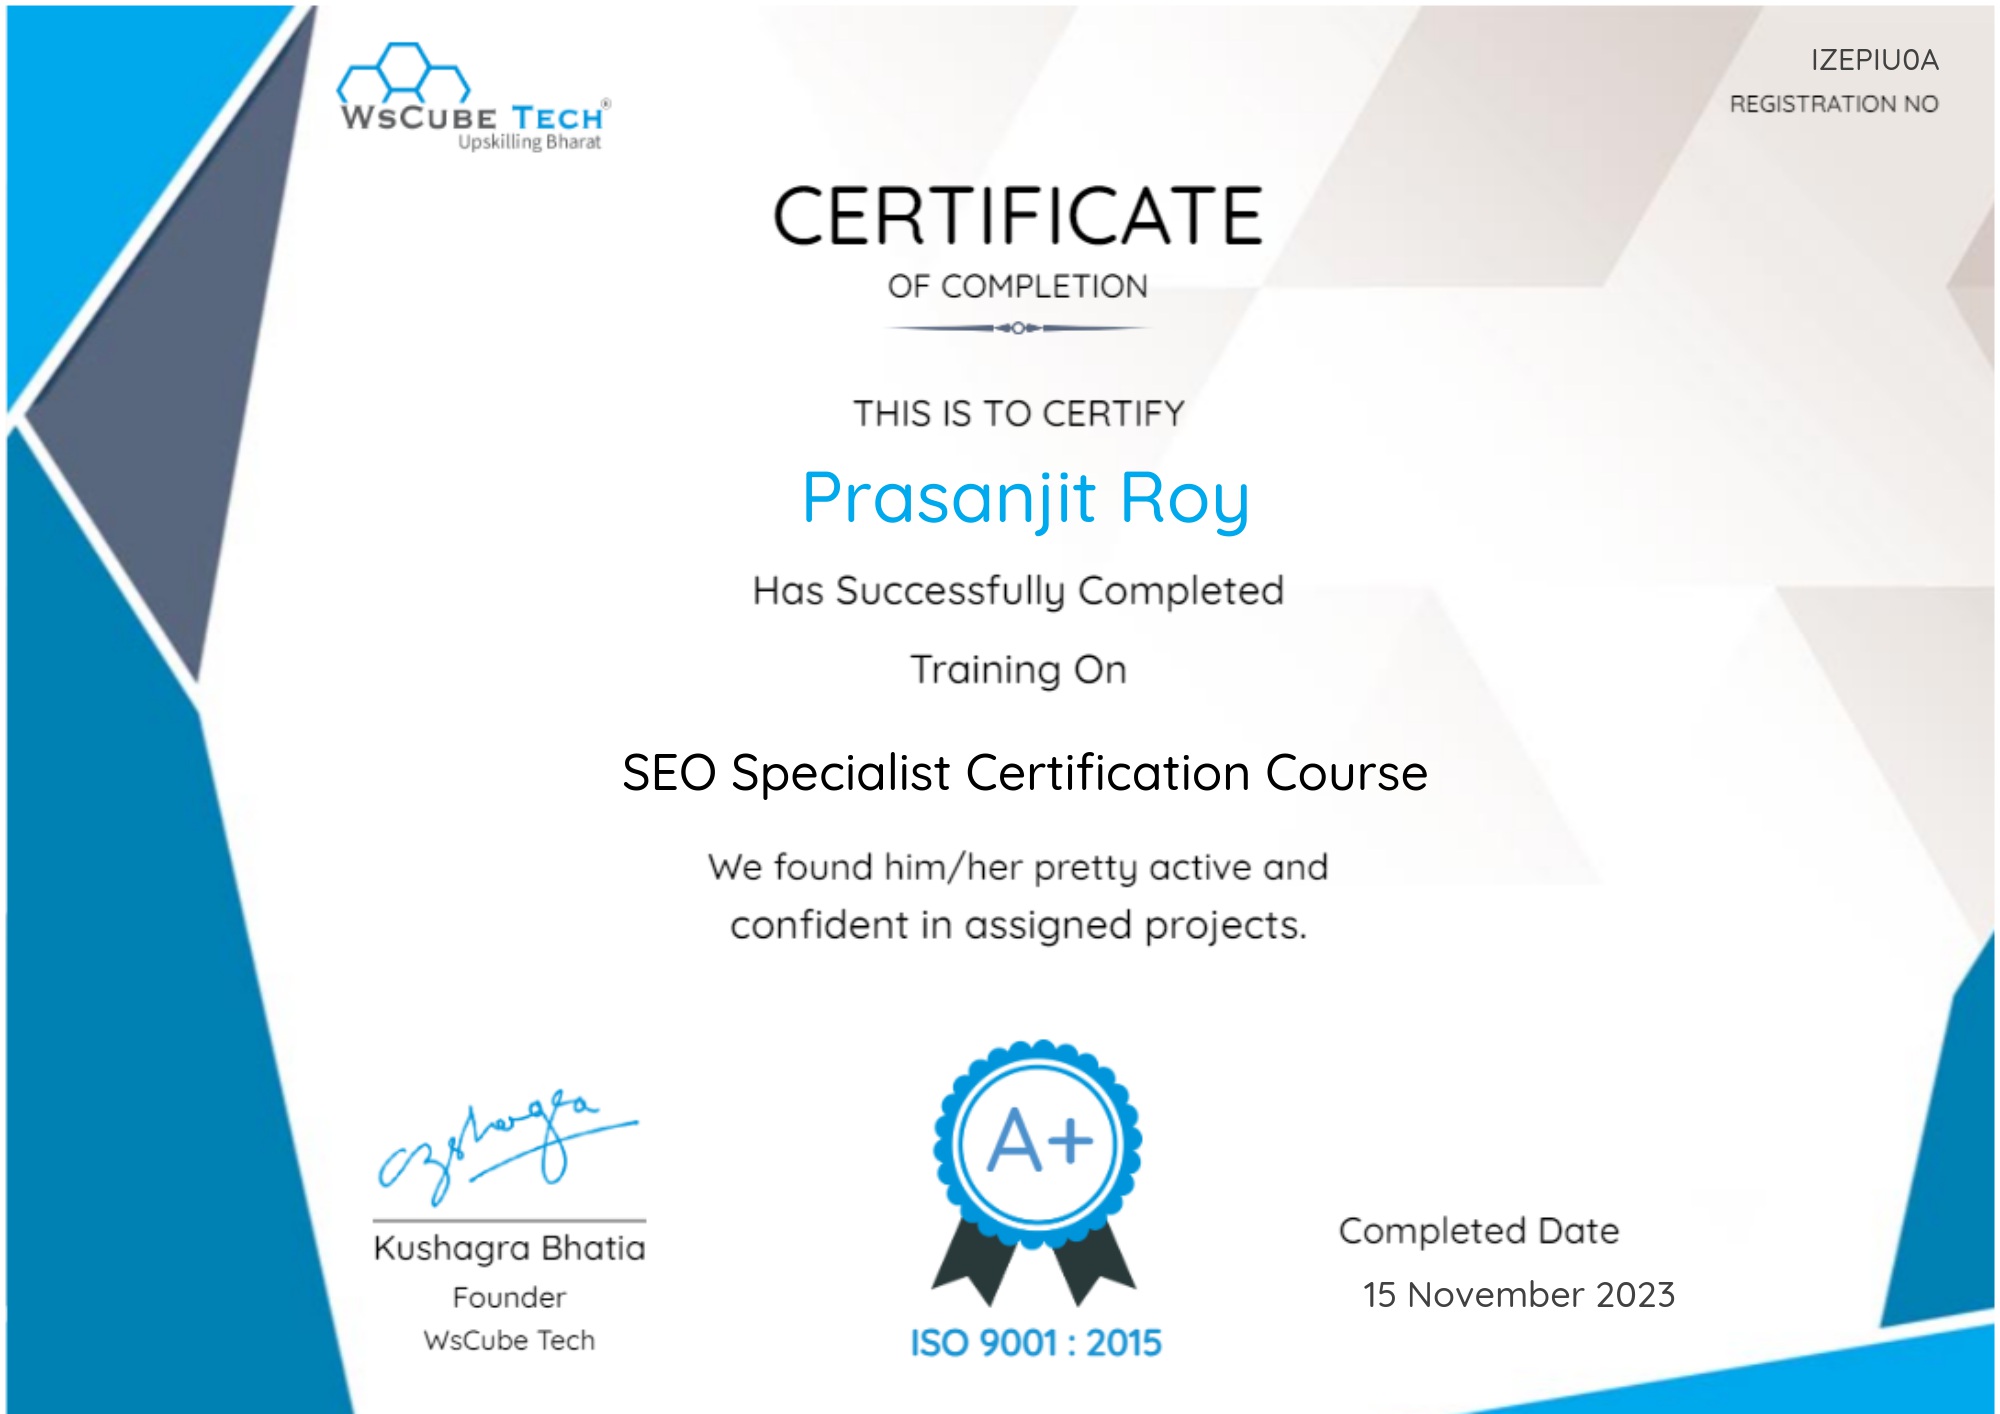 WSCUBE TECH®
Upskilling Bharat
IZEPIU0A
REGISTRATION NO
CERTIFICATE
OF COMPLETION
THIS IS TO CERTIFY
Prasanjit Roy
Has Successfully Completed
Training On
SEO Specialist Certification Course
We found him/her pretty active and
confident in assigned projects.
A+
Kushagra Bhatia
Founder
WsCube Tech
ISO 9001 : 2015
Completed Date
15 November 2023